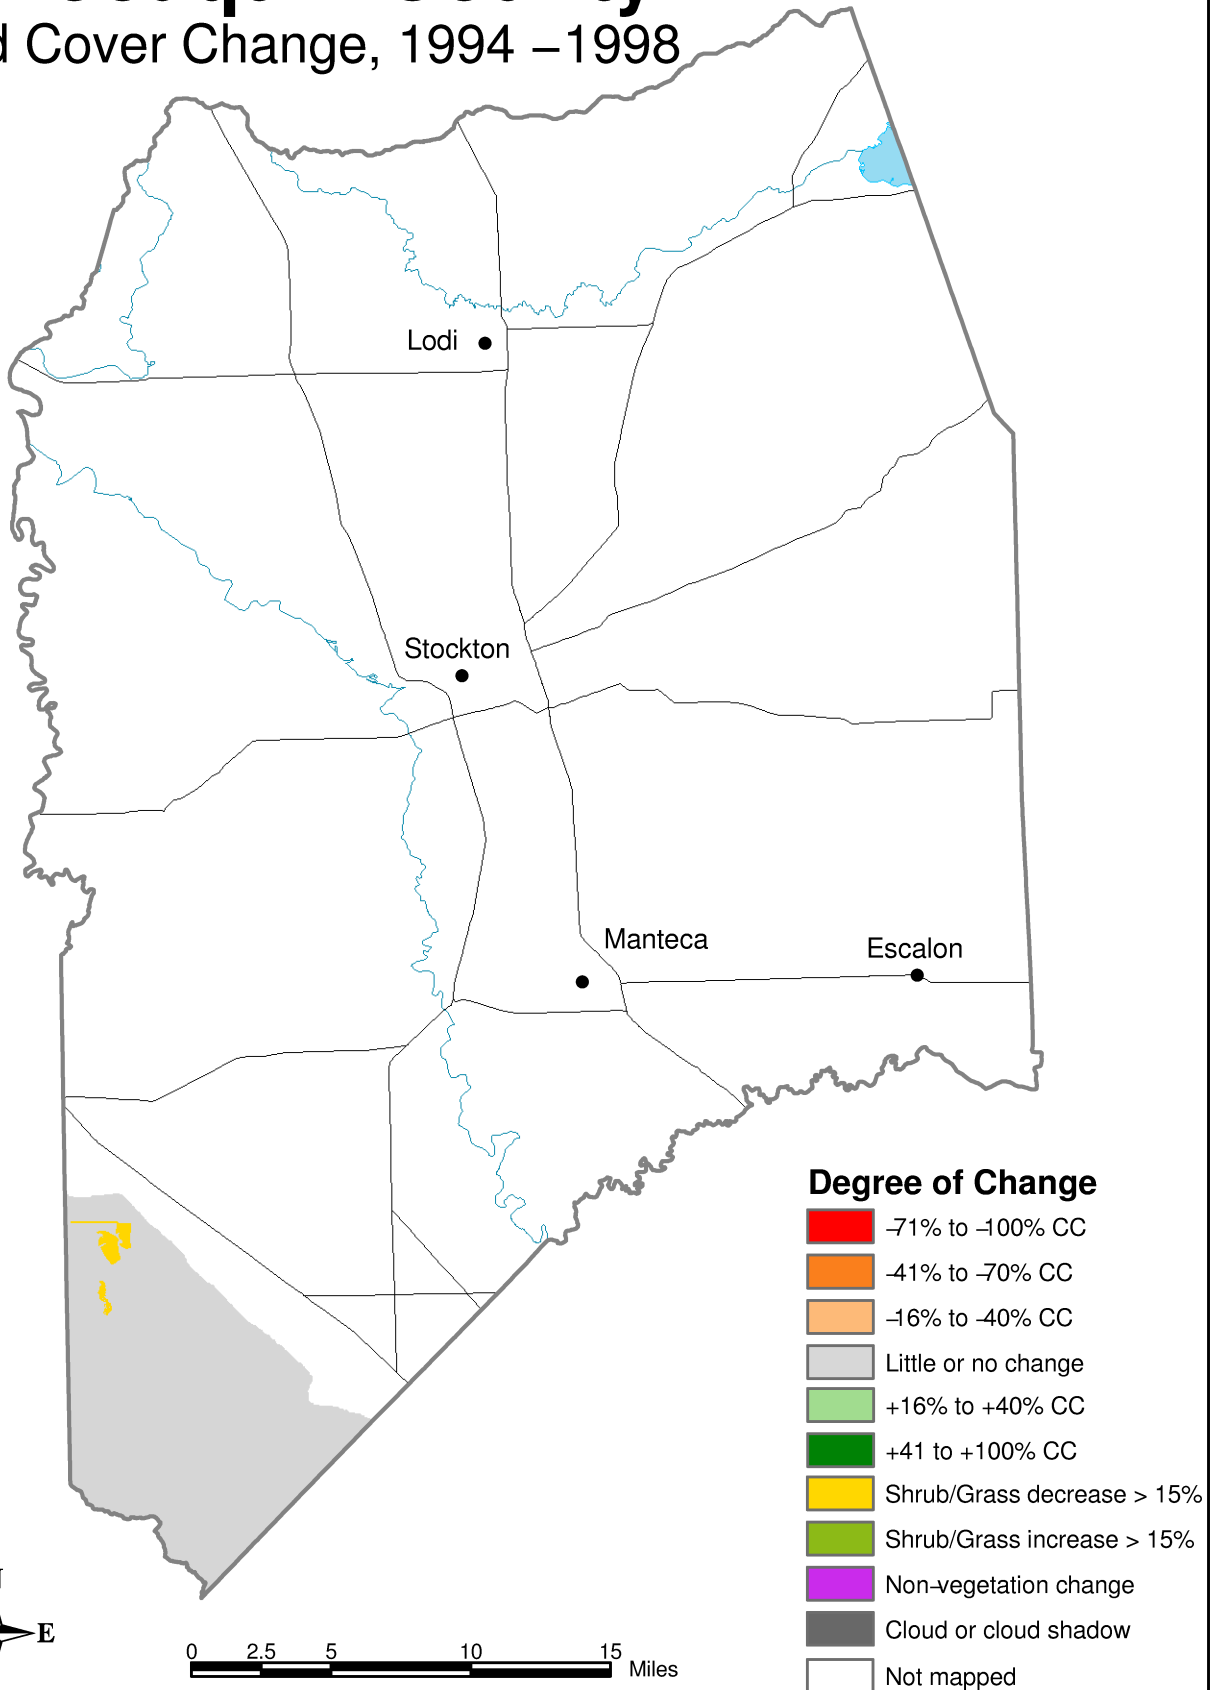 d Cover Change, 1994 –1998
Lodi
Stockton
Manteca
Escalon
Degree of Change
–71% to –100% CC
–41% to –70% CC
–16% to –40% CC
Little or no change
+16% to +40% CC
+41 to +100% CC
Shrub/Grass decrease > 15%
Shrub/Grass increase > 15%
Non–vegetation change
Cloud or cloud shadow
Not mapped
E
0 2.5 5 10 15
Miles